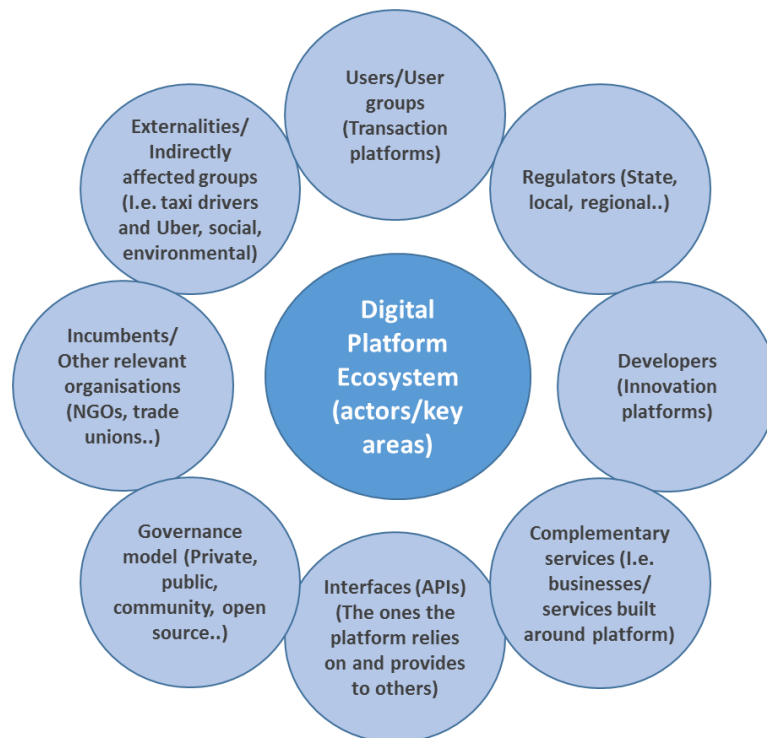 Users/User
groups
(Transaction
platforms)
Regulators (State,
local, regional..)
Developers
(Innovation
platforms)
Complementary
services (I.e.
businesses/
services built
around platform)
Interfaces (APIs)
(The ones the
platform relies
on and provides
to others)
Governance
model (Private,
public,
community, open
source..)
Incumbents/
Other relevant
organisations
(NGOs, trade
unions..)
Externalities/
Indirectly
affected groups
(I.e. taxi drivers
and Uber, social,
environmental)
Digital
Platform
Ecosystem
(actors/key
areas)